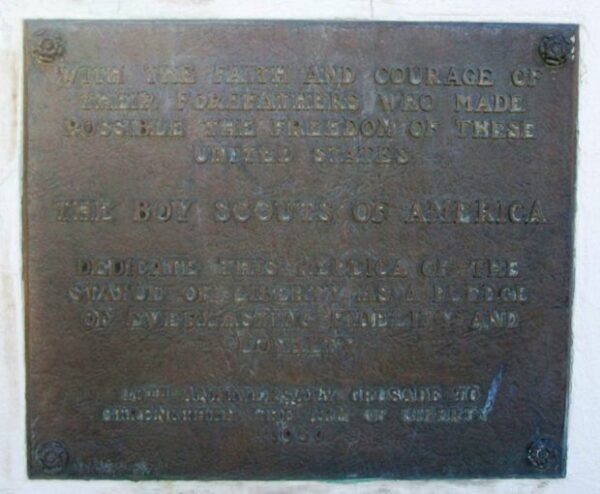 WITH THE FAITH AND COURAGE OF
THEIR FOREFATHERS WHO MADE
POSSIBLE THE FREEDOM OF THESE
UNITED STATES
THE BOY SCOUTS OF AMERICA
DEDICATE THIS REPLICA OF THE
STATUE OF LIBERTY AS A PLEDGE
OF EVERLASTING FIDELITY AND
LOYALTY
40TH ANNIVERSARY CRUSADE TO
STRENGTHEN THE ARM OF LIBERTY